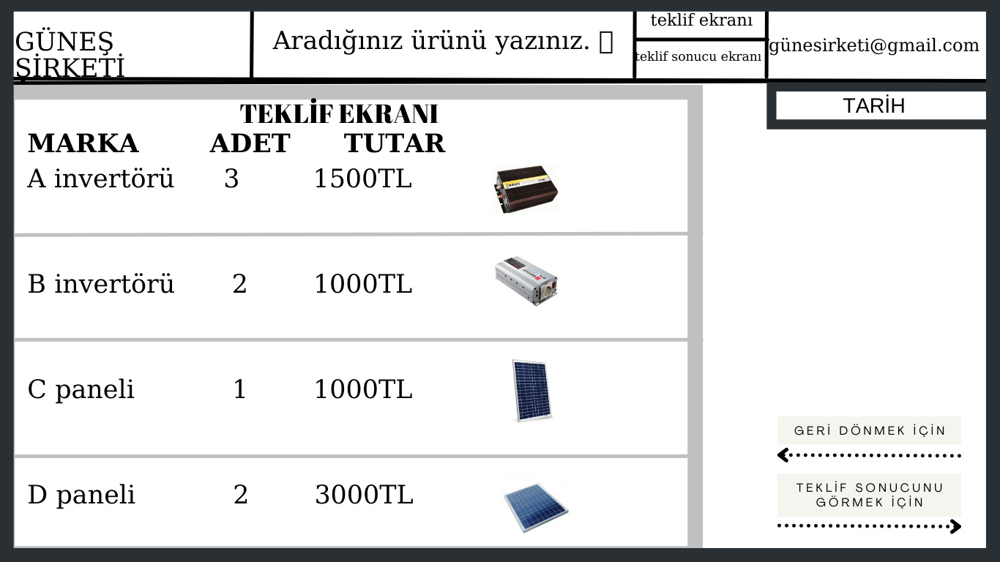 GÜNEŞ
ŞİRKETİ
Aradığınız ürünü yazınız.
teklif ekranı
teklif sonucu ekranı
günesirketi@gmail.com
TARİH
TEKLİF EKRANI
MARKA ADET TUTAR
A invertörü 3 1500TL
B invertörü 2 1000TL
C paneli 1 1000TL
D paneli 2 3000TL
GERİ DÖNMEK İÇİN
TEKLİF SONUCUNU
GÖRMEK İÇİN